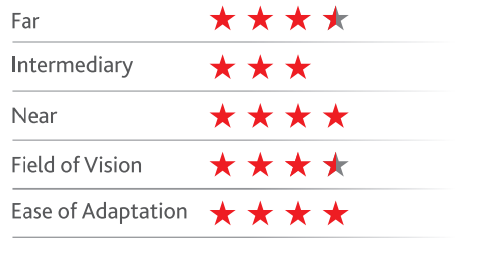 Far
Intermediary
Near
Field of Vision
Ease of Adaptation